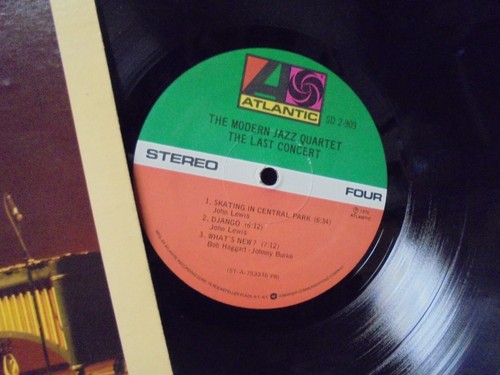 ATLANTIC
SD 2-909
THE MODERN JAZZ QUARTET
THE LAST CONCERT
STEREO
FOUR
1. SKATING IN CENTRAL PARK (6:34)
John Lewis
2. DJANGO (6:12)
John Lewis
3. WHAT'S NEW? (7:12)
Bob Haggart-Johnny Burke
ATLANTIC